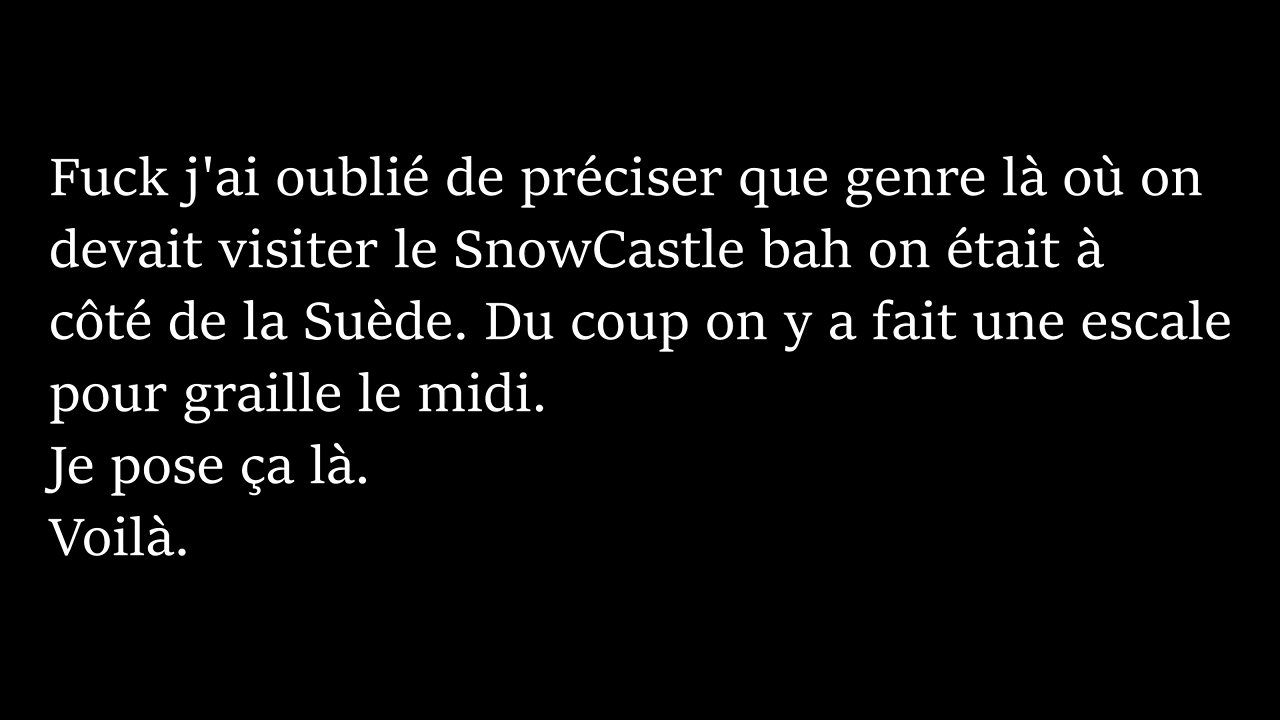 Fuck j'ai oublié de préciser que genre là où on
devait visiter le SnowCastle bah on était à
côté de la Suède. Du coup on y a fait une escale
pour graille le midi.
Je pose ça là.
Voilà.